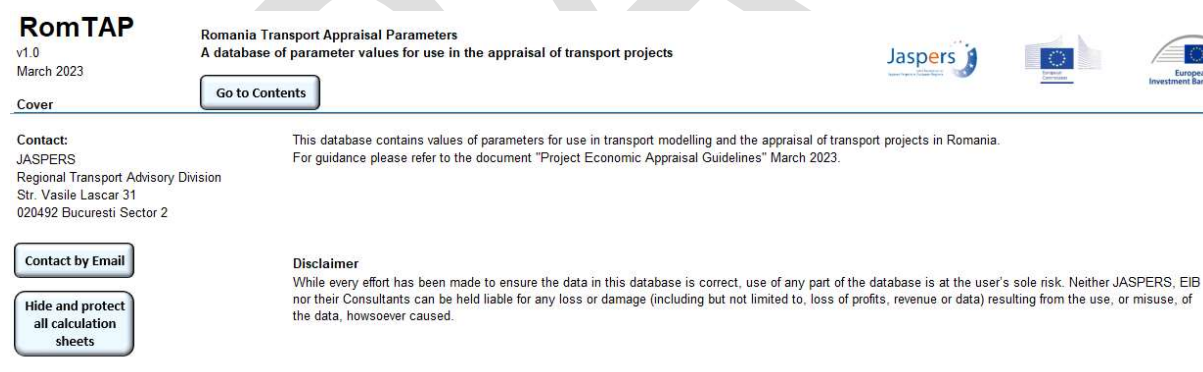 RomTAP
v1.0
March 2023
Cover
Romania Transport Appraisal Parameters
A database of parameter values for use in the appraisal of transport projects
Go to Contents
Jaspers
European
Commission
Europea
Investment Ban
Contact:
JASPERS
Regional Transport Advisory Division
Str. Vasile Lascar 31
020492 Bucuresti Sector 2
This database contains values of parameters for use in transport modelling and the appraisal of transport projects in Romania.
For guidance please refer to the document "Project Economic Appraisal Guidelines" March 2023.
Contact by Email
Hide and protect
all calculation
sheets
Disclaimer
While every effort has been made to ensure the data in this database is correct, use of any part of the database is at the user's sole risk. Neither JASPERS, EIB
nor their Consultants can be held liable for any loss or damage (including but not limited to, loss of profits, revenue or data) resulting from the use, or misuse, of
the data, howsoever caused.